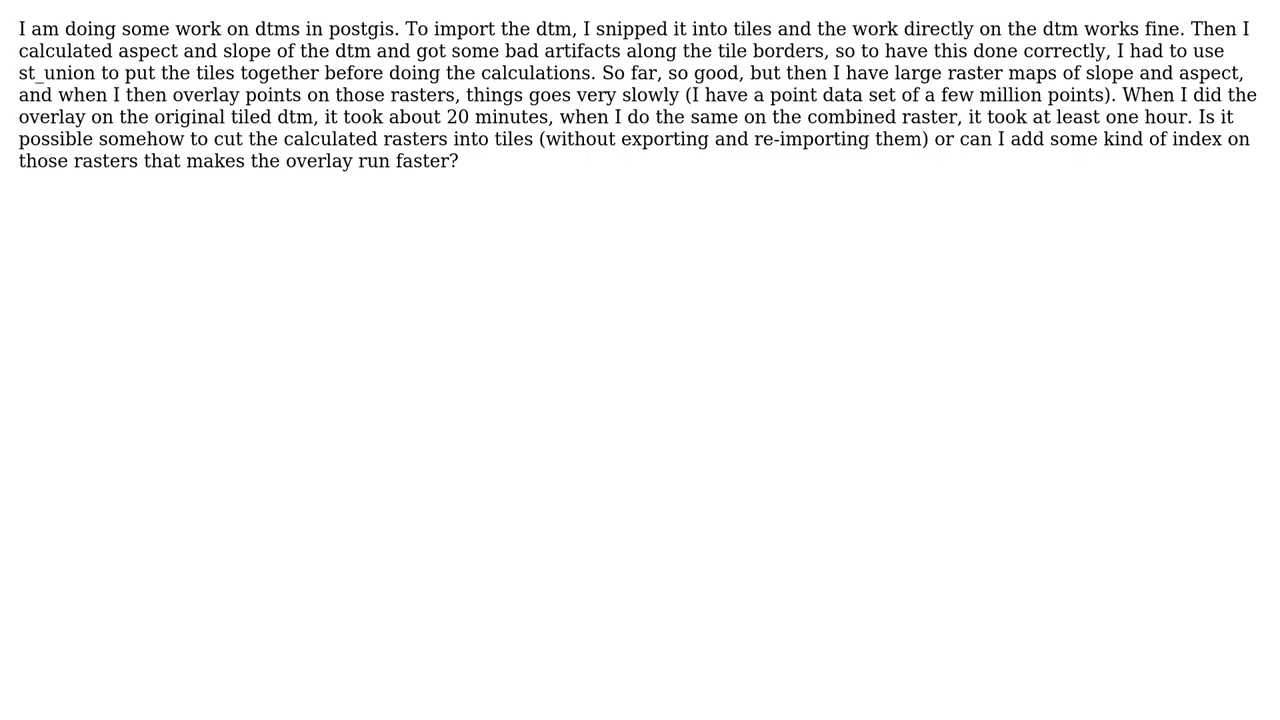 I am doing some work on dtms in postgis. To import the dtm, I snipped it into tiles and the work directly on the dtm works fine. Then I
calculated aspect and slope of the dtm and got some bad artifacts along the tile borders, so to have this done correctly, I had to use
st_union to put the tiles together before doing the calculations. So far, so good, but then I have large raster maps of slope and aspect,
and when I then overlay points on those rasters, things goes very slowly (I have a point data set of a few million points). When I did the
overlay on the original tiled dtm, it took about 20 minutes, when I do the same on the combined raster, it took at least one hour. Is it
possible somehow to cut the calculated rasters into tiles (without exporting and re-importing them) or can I add some kind of index on
those rasters that makes the overlay run faster?